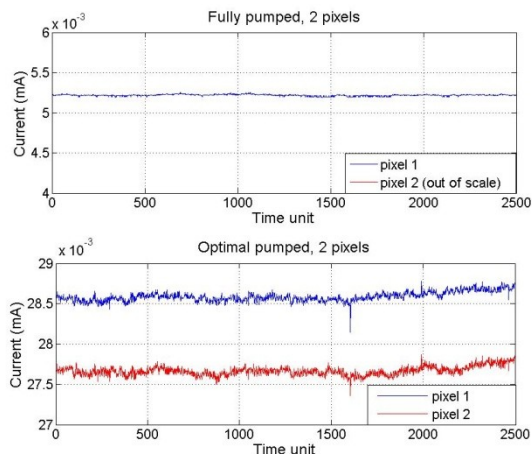 Fully pumped, 2 pixels
x 10⁻³
6
5.5
5
4.5
4
Current (mA)
0 500 1000 1500 2000 2500
Time unit
pixel 1
pixel 2 (out of scale)
Optimal pumped, 2 pixels
x 10⁻³
29
28.5
28
27.5
27
Current (mA)
0 500 1000 1500 2000 2500
Time unit
pixel 1
pixel 2